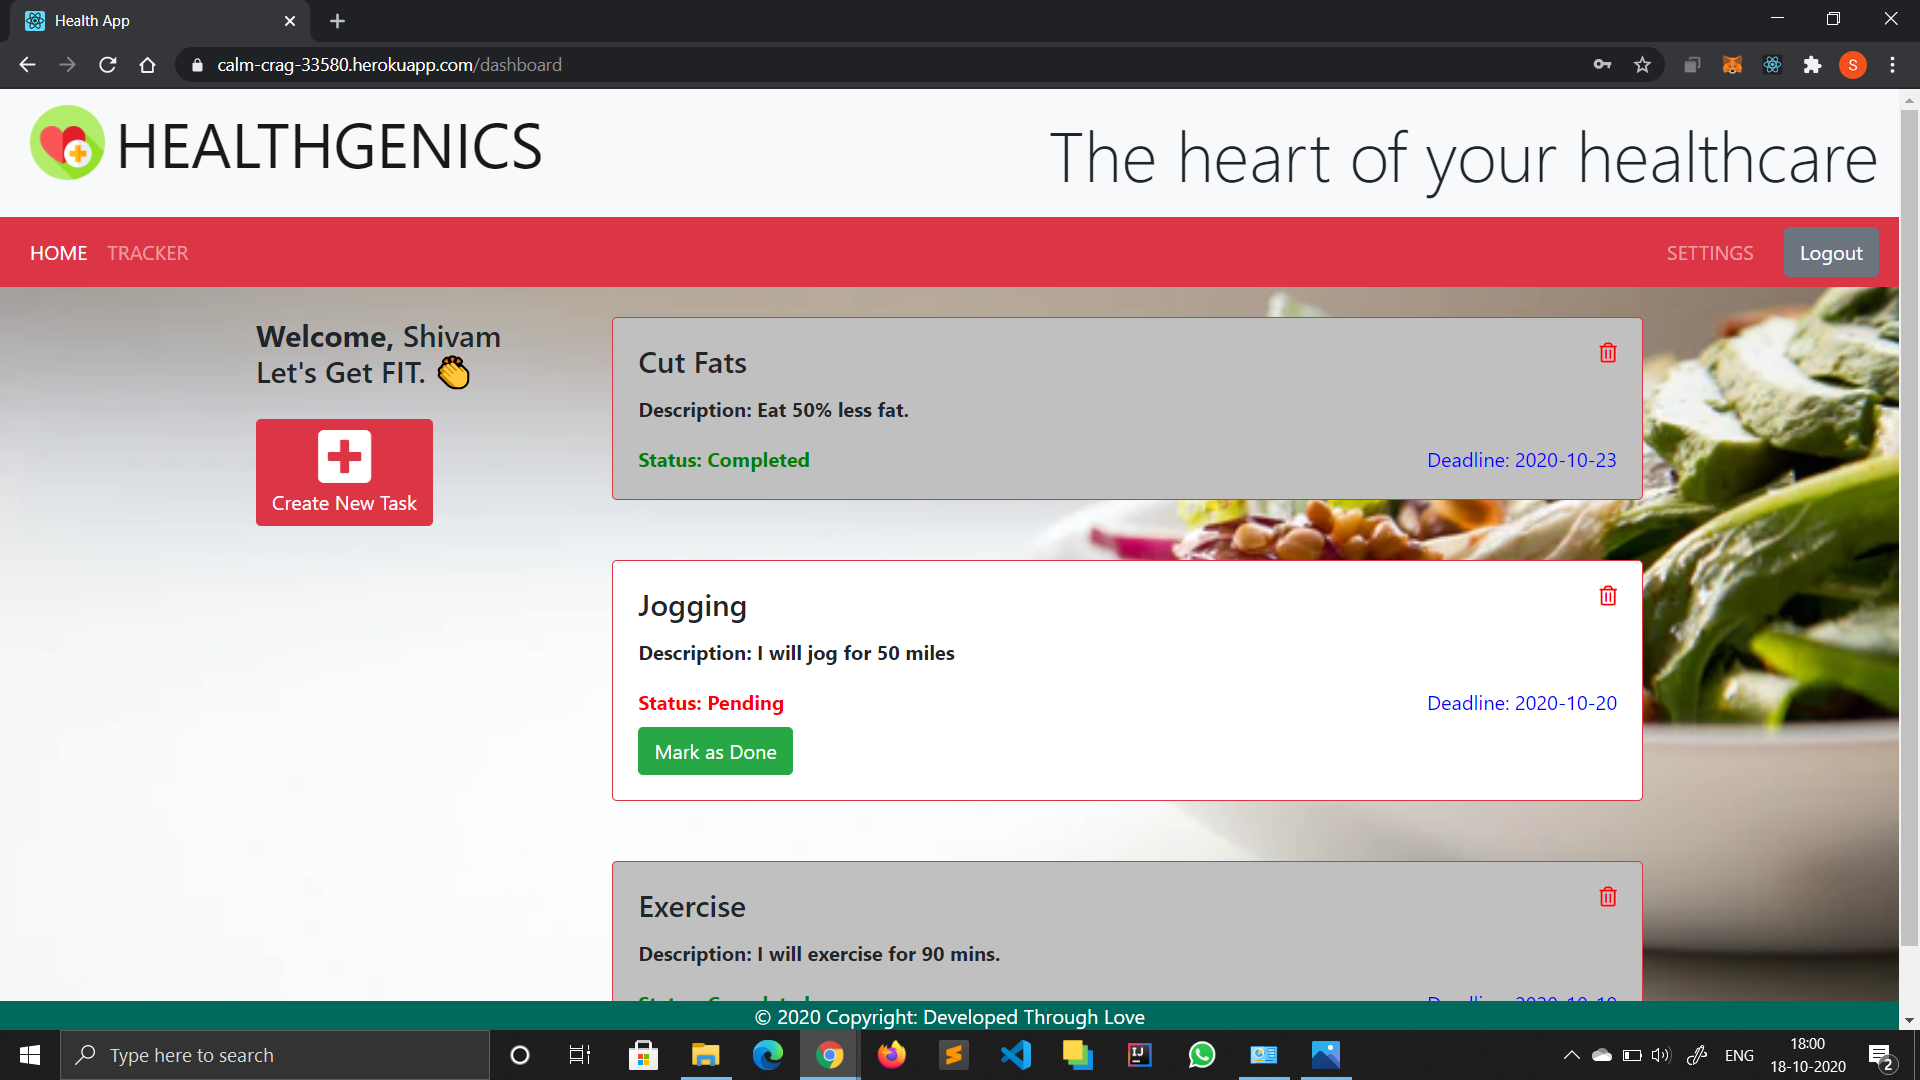 Health App
calm-crag-33580.herokuapp.com/dashboard
S
HEALTHGENICS
The heart of your healthcare
HOME TRACKER SETTINGS Logout
Welcome, Shivam
Let's Get FIT.
Create New Task
Cut Fats
Description: Eat 50% less fat.
Status: Completed Deadline: 2020-10-23
Jogging
Description: I will jog for 50 miles
Status: Pending Deadline: 2020-10-20
Mark as Done
Exercise
Description: I will exercise for 90 mins.
© 2020 Copyright: Developed Through Love
Type here to search
IJ
ENG
18:00
18-10-2020
2